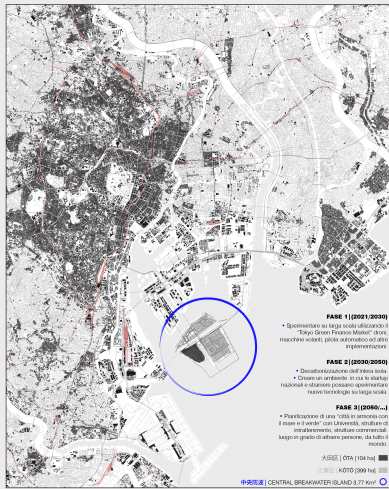 FASE 1 | (2021/2030)
• Sperimentare su larga scala utilizzando il
"Tokyo Green Finance Market" droni,
macchine volanti, pilota automatico ed altre
implementazioni.
FASE 2 | (2030/2050)
• Decarbonizzazione dell'intera isola.
• Creare un ambiente in cui le startup
nazionali e straniere possano sperimentare
nuove tecnologie su larga scala.
FASE 3 | (2050/...)
• Pianificazione di una "città in armonia con
il mare e il verde" con Università, strutture di
intrattenimento, strutture commerciali.
luogo in grado di attrarre persone, da tutto il
mondo.
大田区 | OTA [104 ha]
江東区 | KOTO [399 ha]
中央防波 | CENTRAL BREAKWATER ISLAND 3.77 Km²